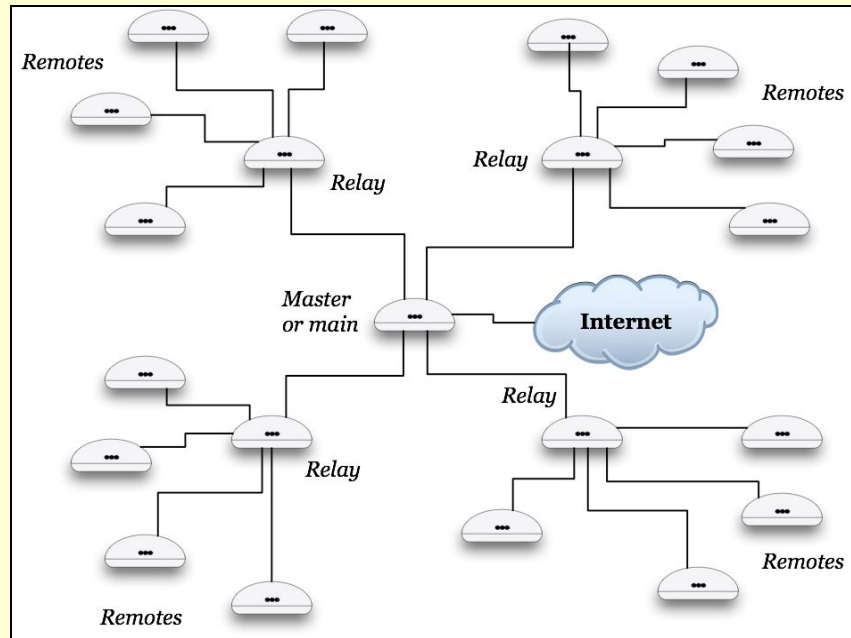 Remotes
Remotes
Relay
Relay
Master
or main
Internet
Relay
Relay
Remotes
Remotes